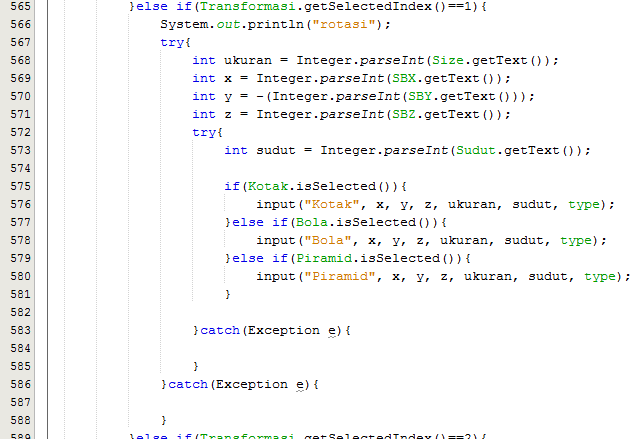 565 }else if(Transformasi.getSelectedIndex()==1){
566 System.out.println("rotasi");
567 try{
568 int ukuran = Integer.parseInt(Size.getText());
569 int x = Integer.parseInt(SBX.getText());
570 int y = -(Integer.parseInt(SBY.getText()));
571 int z = Integer.parseInt(SBZ.getText());
572 try{
573 int sudut = Integer.parseInt(Sudut.getText());
574
575 if(Kotak.isSelected()){
576 input("Kotak", x, y, z, ukuran, sudut, type);
577 }else if(Bola.isSelected()){
578 input("Bola", x, y, z, ukuran, sudut, type);
579 }else if(Piramid.isSelected()){
580 input("Piramid", x, y, z, ukuran, sudut, type);
581 }
582
583 }catch(Exception e){
584
585 }
586 }catch(Exception e){
587
588 }
589 }else if(Transformasi.getSelectedIndex()==2){